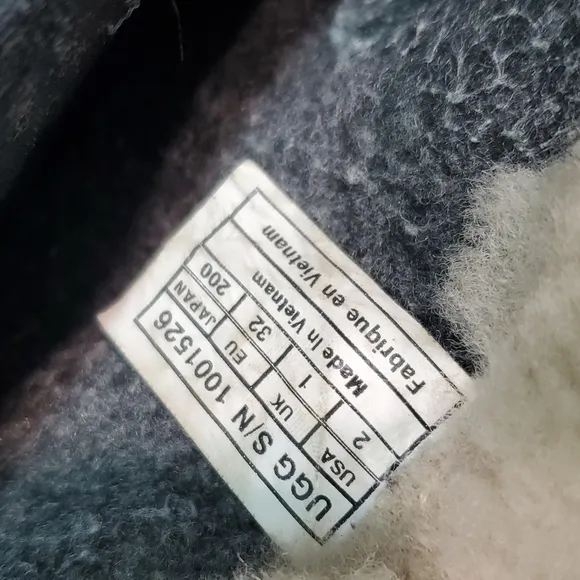 UGG S/N 1001526
USA UK EU JAPAN
2 1 32 200
Made In Vietnam
Fabrique en Vietnam